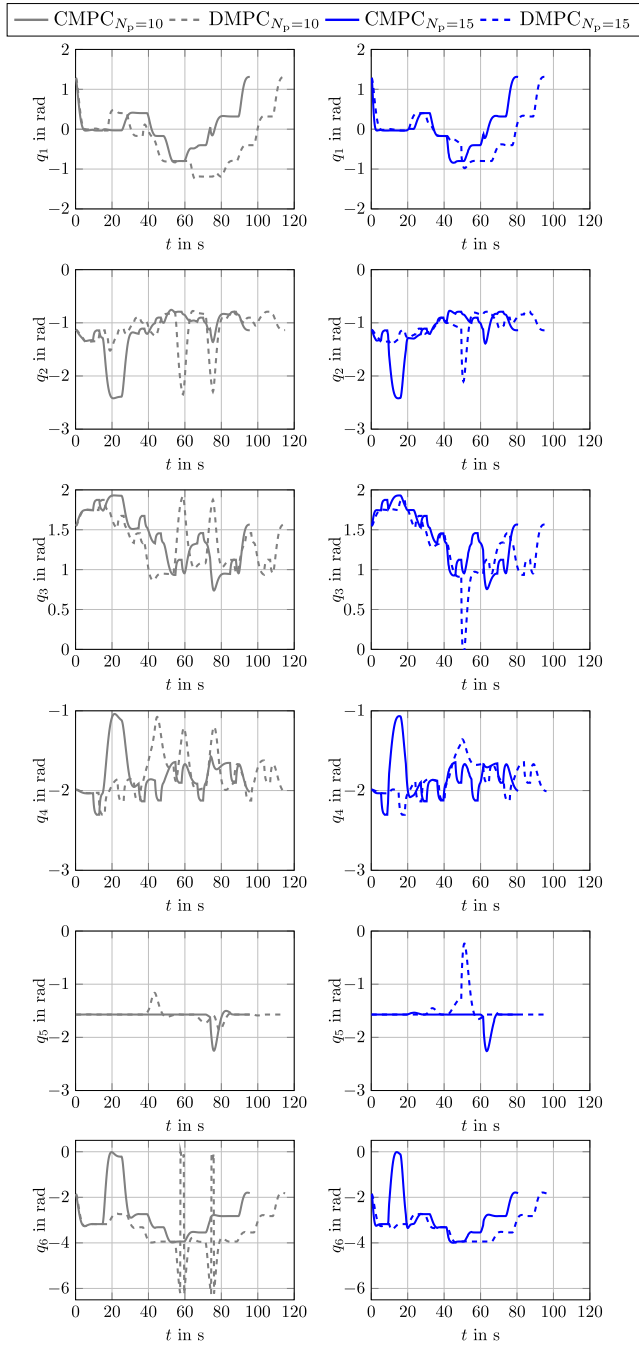 CMPC_{N_p=10} DMPC_{N_p=10} CMPC_{N_p=15} DMPC_{N_p=15}
2 2
1 1
0 0
−1 −1
−2 −2
q_1 in rad q_1 in rad
0 20 40 60 80 100 120 0 20 40 60 80 100 120
t in s t in s
0 0
−1 −1
−2 −2
−3 −3
q_2 in rad q_2 in rad
0 20 40 60 80 100 120 0 20 40 60 80 100 120
t in s t in s
2 2
1.5 1.5
1 1
0.5 0.5
0 0
q_3 in rad q_3 in rad
0 20 40 60 80 100 120 0 20 40 60 80 100 120
t in s t in s
−1 −1
−2 −2
−3 −3
q_4 in rad q_4 in rad
0 20 40 60 80 100 120 0 20 40 60 80 100 120
t in s t in s
0 0
−1 −1
−2 −2
−3 −3
q_5 in rad q_5 in rad
0 20 40 60 80 100 120 0 20 40 60 80 100 120
t in s t in s
0 0
−2 −2
−4 −4
−6 −6
q_6 in rad q_6 in rad
0 20 40 60 80 100 120 0 20 40 60 80 100 120
t in s t in s